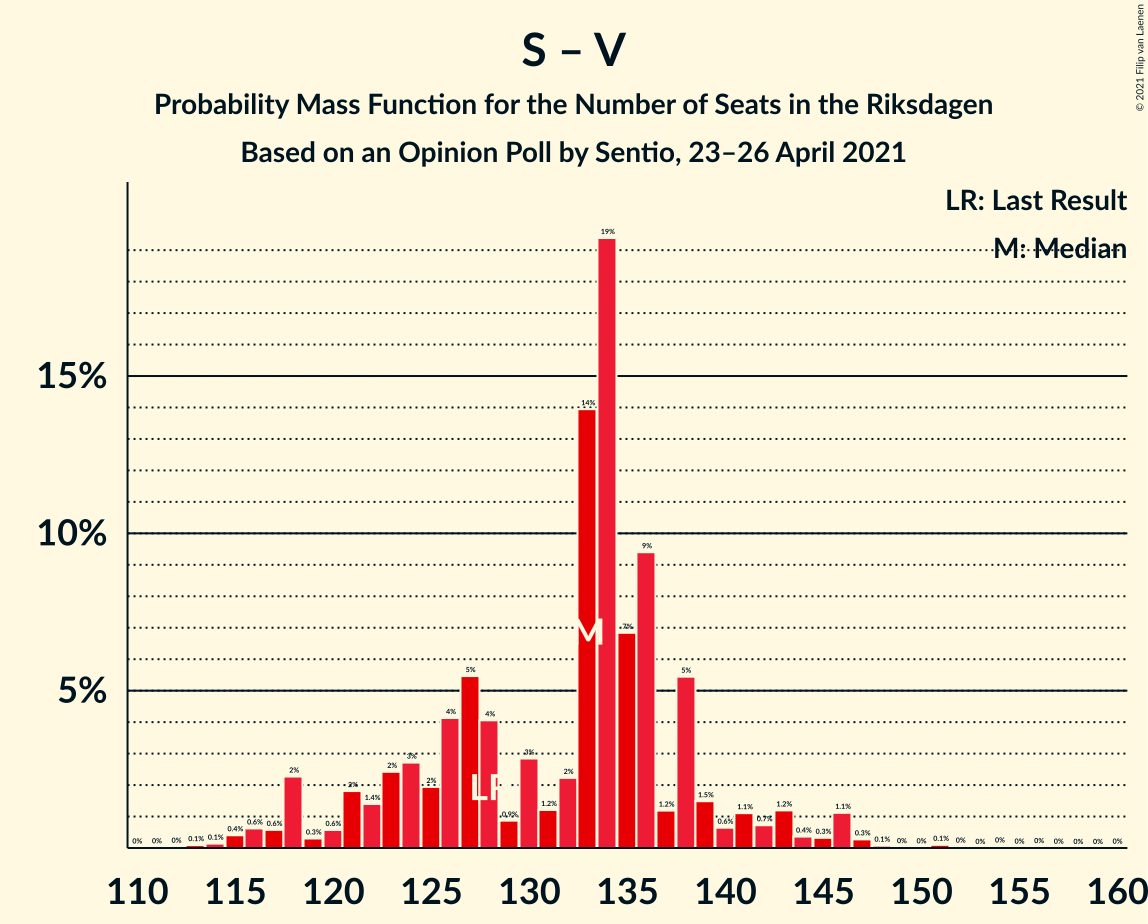 S – V
Probability Mass Function for the Number of Seats in the Riksdagen
Based on an Opinion Poll by Sentio, 23–26 April 2021
© 2021 Filip van Laenen
LR: Last Result
M: Median
15%
10%
5%
0% 0% 0% 0.1% 0.1% 0.4% 0.6% 0.6% 2% 0.3% 0.6% 2% 1.4% 2% 3% 2% 4% 5% 4% 0.9% 3% 1.2% 2% 14% 19% 7% 9% 1.2% 5% 1.5% 0.6% 1.1% 0.7% 1.2% 0.4% 0.3% 1.1% 0.3% 0.1% 0% 0% 0.1% 0% 0% 0% 0% 0% 0% 0% 0% 0%
M
LR
110 115 120 125 130 135 140 145 150 155 160